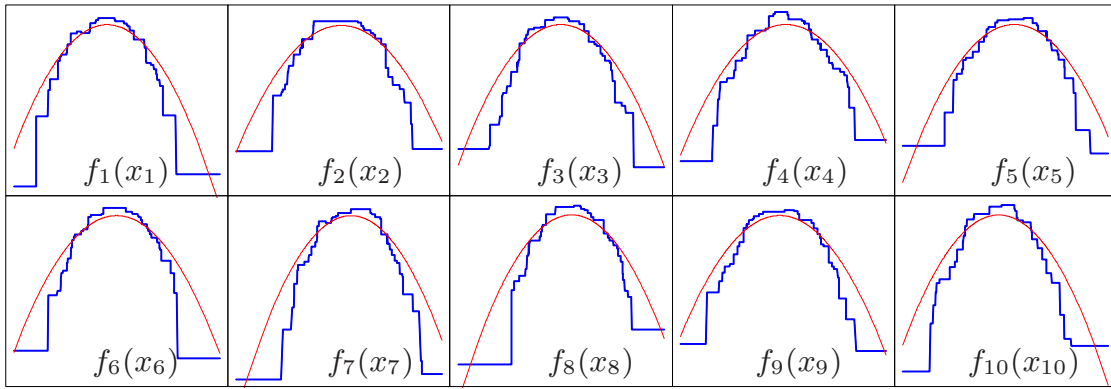 f₁(x₁) f₂(x₂) f₃(x₃) f₄(x₄) f₅(x₅)
f₆(x₆) f₇(x₇) f₈(x₈) f₉(x₉) f₁₀(x₁₀)